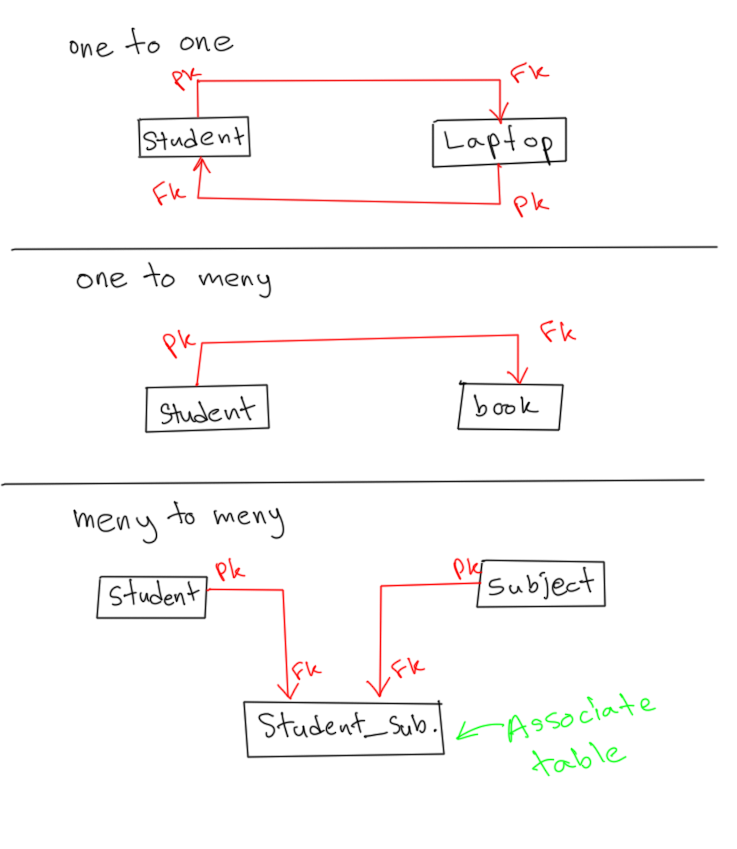 one to one
Pk
Fk
Student
Laptop
Fk
Pk
one to meny
Pk
Fk
Student
book
meny to meny
Pk
Pk
Student
Subject
Fk
Fk
Student_Sub.
Associate
table